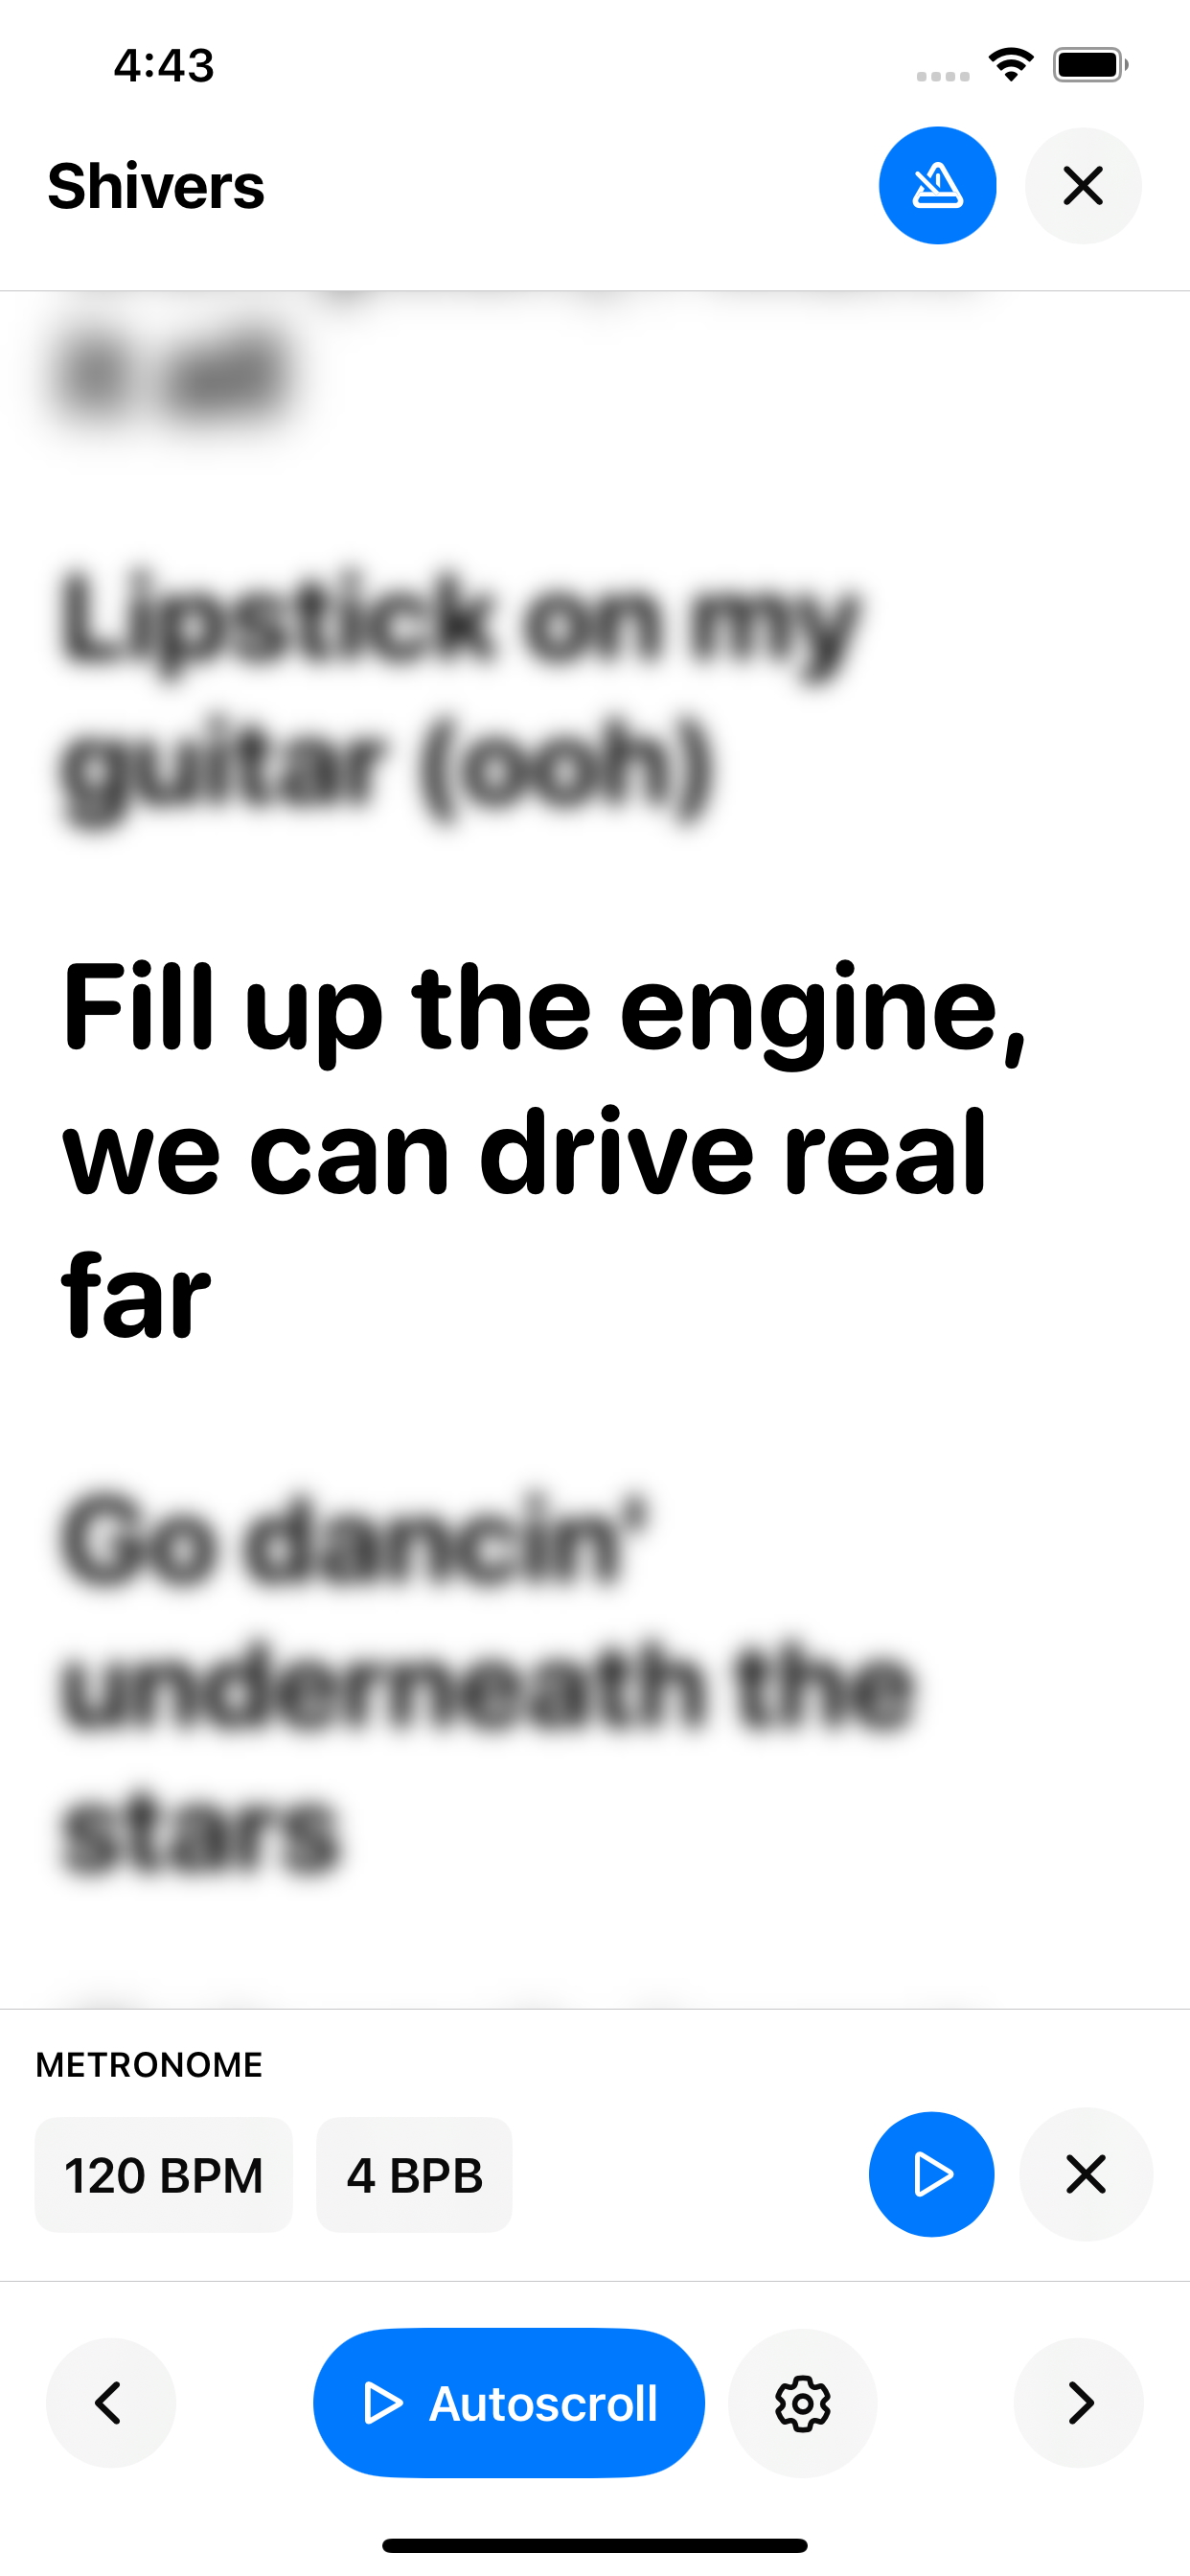 4:43
Shivers
Lipstick on my
guitar (ooh)
Fill up the engine,
we can drive real
far
Go dancin'
underneath the
stars
METRONOME
120 BPM
4 BPB
Autoscroll